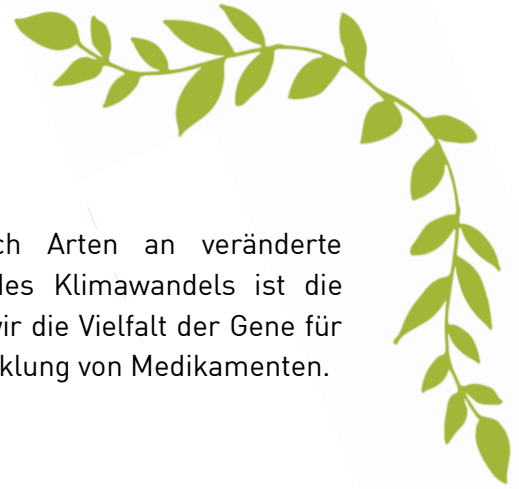 Arten an veränderte
Klimawandels ist die
die Vielfalt der Gene für
von Medikamenten.